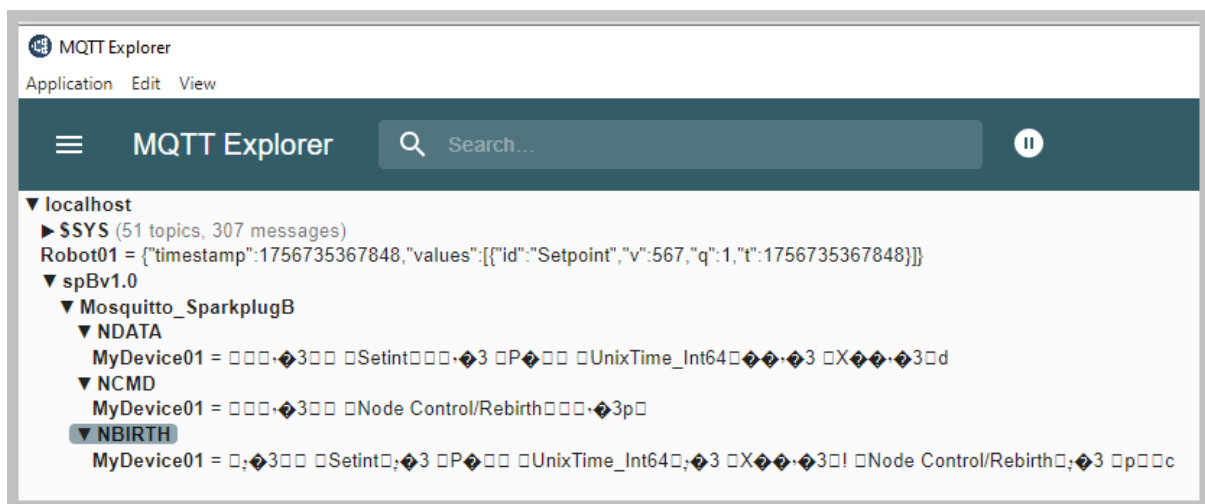 MQTT Explorer
Application Edit View
MQTT Explorer Search...
▼ localhost
▶ $SYS (51 topics, 307 messages)
Robot01 = {"timestamp":1756735367848,"values":[{"id":"Setpoint","v":567,"q":1,"t":1756735367848}]}
▼ spBv1.0
▼ Mosquitto_SparkplugB
▼ NDATA
MyDevice01 = □□□·�3□□ □Setint□□□·�3 □P�□□ □UnixTime_Int64□��·�3 □X��·�3□d
▼ NCMD
MyDevice01 = □□□·�3□□ □Node Control/Rebirth□□□·�3p□
▼ NBIRTH
MyDevice01 = □;�3□□ □Setint□;�3 □P�□□ □UnixTime_Int64□;�3 □X��·�3□! □Node Control/Rebirth□;�3 □p□□c